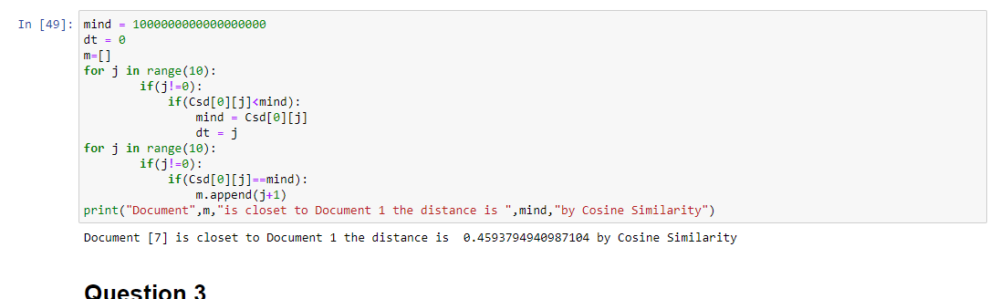 In [49]: mind = 1000000000000000000
dt = 0
m=[]
for j in range(10):
        if(j!=0):
            if(Csd[0][j]<mind):
                mind = Csd[0][j]
                dt = j
for j in range(10):
        if(j!=0):
            if(Csd[0][j]==mind):
                m.append(j+1)
print("Document",m,"is closet to Document 1 the distance is ",mind,"by Cosine Similarity")
Document [7] is closet to Document 1 the distance is  0.4593794940987104 by Cosine Similarity
Question 3